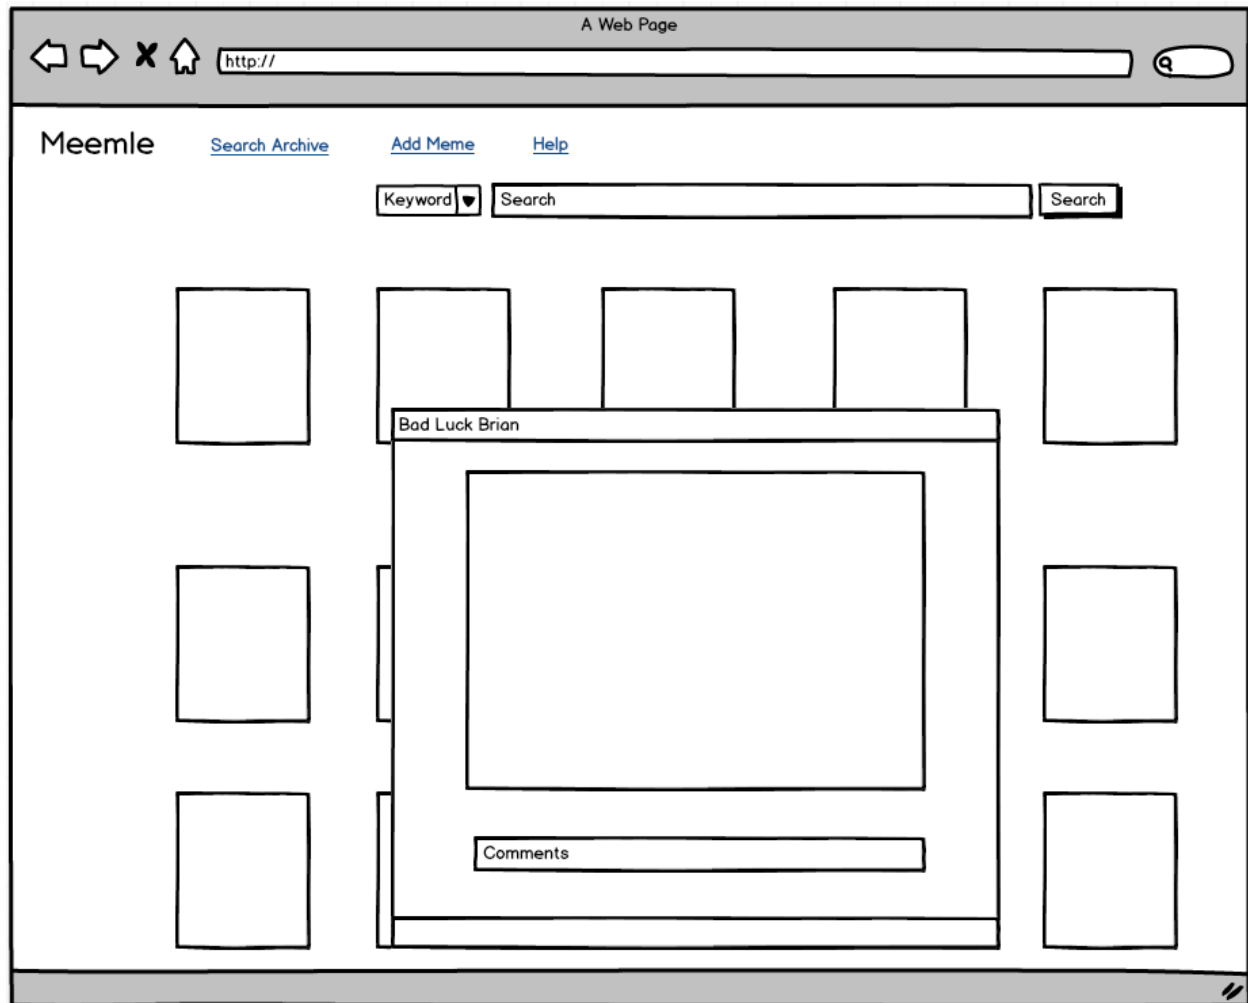 A Web Page
http://
Meemle Search Archive Add Meme Help
Keyword Search Search
Bad Luck Brian
Comments